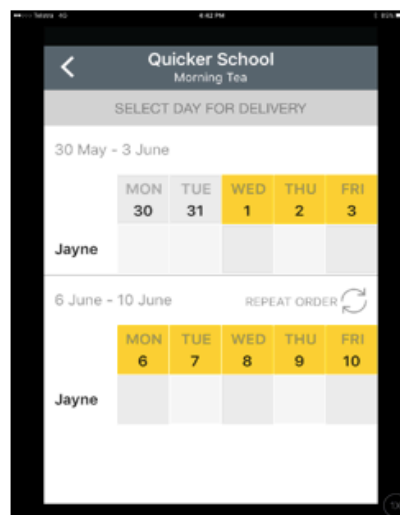 Telstra 4G 6:42 PM
Quicker School
Morning Tea
SELECT DAY FOR DELIVERY
30 May - 3 June
MON TUE WED THU FRI
30 31 1 2 3
Jayne
6 June - 10 June REPEAT ORDER
MON TUE WED THU FRI
6 7 8 9 10
Jayne